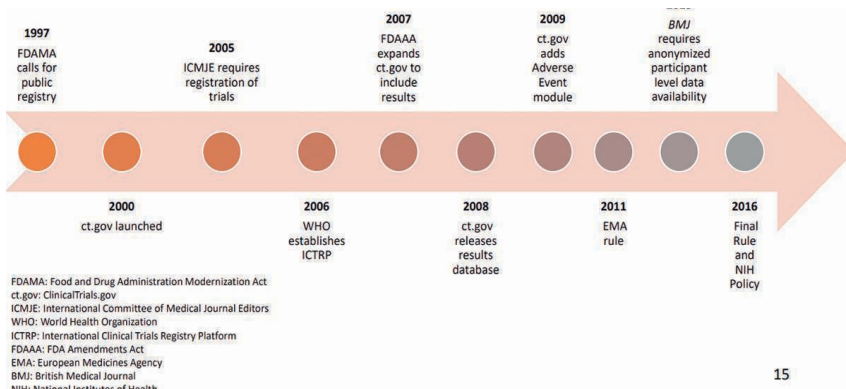 1997
FDAMA
calls for
public
registry
2005
ICMJE requires
registration of
trials
2007
FDAAA
expands
ct.gov to
include
results
2009
ct.gov
adds
Adverse
Event
module
BMJ
requires
anonymized
participant
level data
availability
2000
ct.gov launched
2006
WHO
establishes
ICTRP
2008
ct.gov
releases
results
database
2011
EMA
rule
2016
Final
Rule
and
NIH
Policy
FDAMA: Food and Drug Administration Modernization Act
ct.gov: ClinicalTrials.gov
ICMJE: International Committee of Medical Journal Editors
WHO: World Health Organization
ICTRP: International Clinical Trials Registry Platform
FDAAA: FDA Amendments Act
EMA: European Medicines Agency
BMJ: British Medical Journal
NIH: National Institutes of Health
15